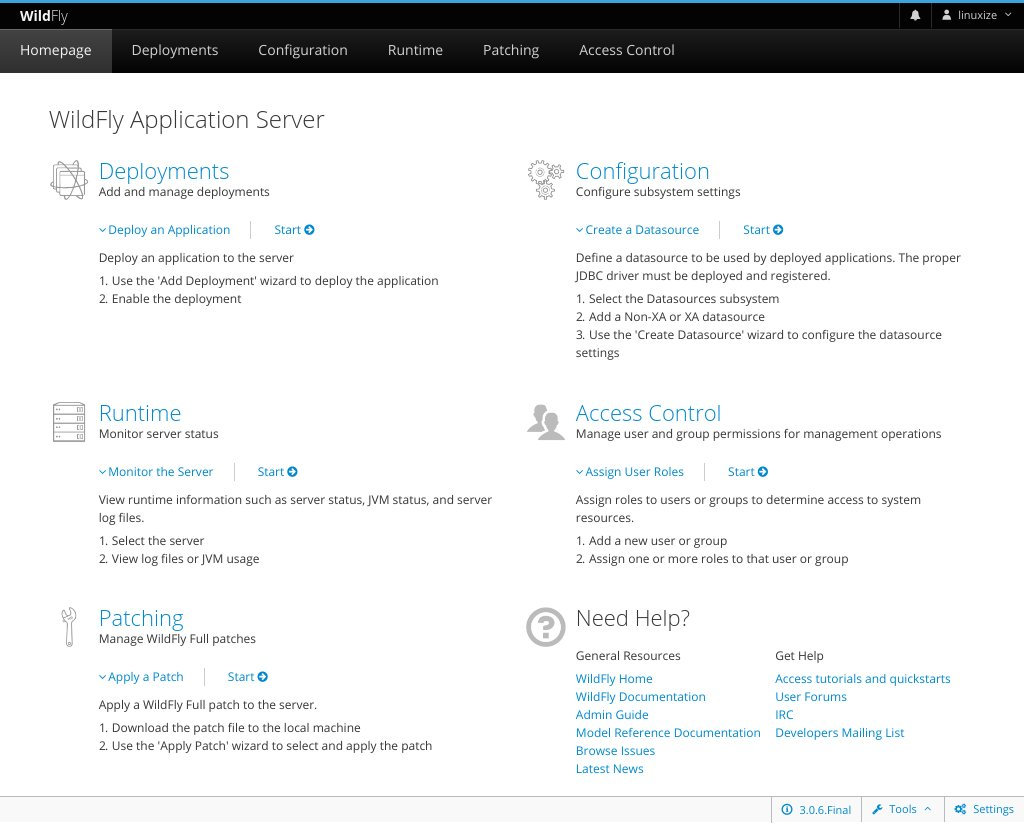 WildFly
linuxize
Homepage Deployments Configuration Runtime Patching Access Control
WildFly Application Server
Deployments
Add and manage deployments
Deploy an Application Start
Deploy an application to the server
1. Use the 'Add Deployment' wizard to deploy the application
2. Enable the deployment
Configuration
Configure subsystem settings
Create a Datasource Start
Define a datasource to be used by deployed applications. The proper
JDBC driver must be deployed and registered.
1. Select the Datasources subsystem
2. Add a Non-XA or XA datasource
3. Use the 'Create Datasource' wizard to configure the datasource
settings
Runtime
Monitor server status
Monitor the Server Start
View runtime information such as server status, JVM status, and server
log files.
1. Select the server
2. View log files or JVM usage
Access Control
Manage user and group permissions for management operations
Assign User Roles Start
Assign roles to users or groups to determine access to system
resources.
1. Add a new user or group
2. Assign one or more roles to that user or group
Patching
Manage WildFly Full patches
Apply a Patch Start
Apply a WildFly Full patch to the server.
1. Download the patch file to the local machine
2. Use the 'Apply Patch' wizard to select and apply the patch
Need Help?
General Resources
WildFly Home
WildFly Documentation
Admin Guide
Model Reference Documentation
Browse Issues
Latest News
Get Help
Access tutorials and quickstarts
User Forums
IRC
Developers Mailing List
3.0.6.Final Tools Settings